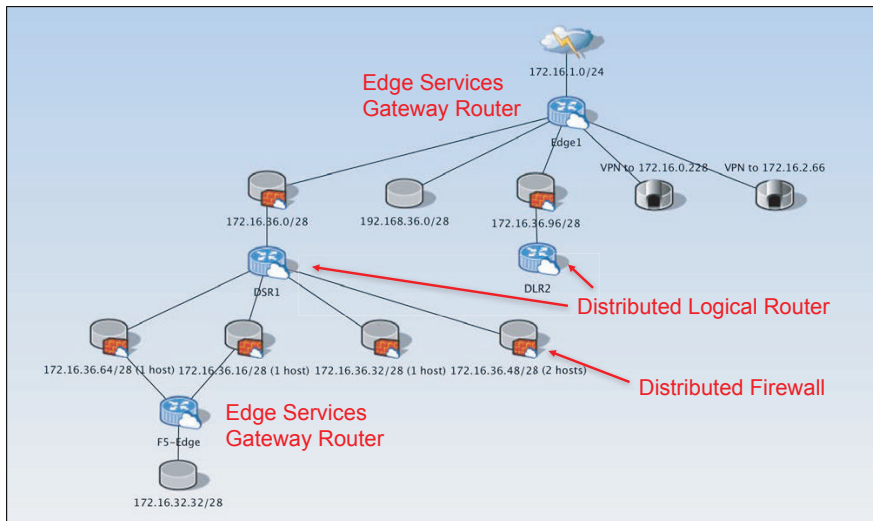 172.16.1.0/24
Edge Services
Gateway Router
Edge1
VPN to 172.16.0.228
VPN to 172.16.2.66
172.16.36.0/28
192.168.36.0/28
172.16.36.96/28
DSR1
DLR2
Distributed Logical Router
172.16.36.64/28 (1 host)
172.16.36.16/28 (1 host)
172.16.36.32/28 (1 host)
172.16.36.48/28 (2 hosts)
Distributed Firewall
Edge Services
Gateway Router
F5-Edge
172.16.32.32/28